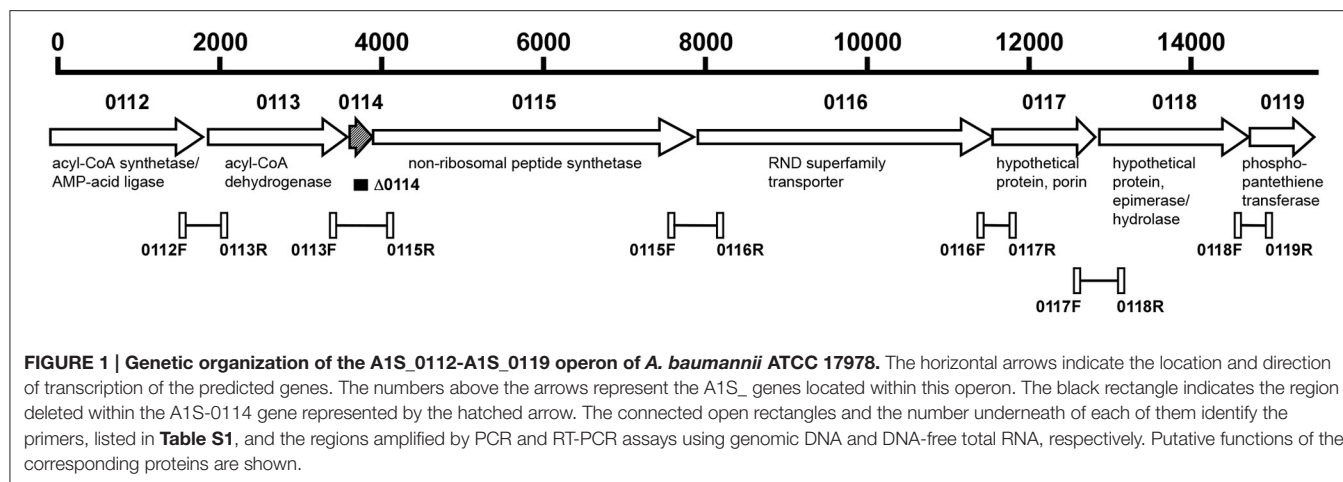 0 2000 4000 6000 8000 10000 12000 14000
0112 0113 0114 0115 0116 0117 0118 0119
acyl-CoA synthetase/
AMP-acid ligase
acyl-CoA
dehydrogenase
Δ0114
non-ribosomal peptide synthetase
RND superfamily
transporter
hypothetical
protein, porin
hypothetical
protein,
epimerase/
hydrolase
phospho-
pantethiene
transferase
0112F 0113R 0113F 0115R 0115F 0116R 0116F 0117R 0118F 0119R
0117F 0118R
FIGURE 1 | Genetic organization of the A1S_0112-A1S_0119 operon of A. baumannii ATCC 17978. The horizontal arrows indicate the location and direction
of transcription of the predicted genes. The numbers above the arrows represent the A1S_ genes located within this operon. The black rectangle indicates the region
deleted within the A1S-0114 gene represented by the hatched arrow. The connected open rectangles and the number underneath of each of them identify the
primers, listed in Table S1, and the regions amplified by PCR and RT-PCR assays using genomic DNA and DNA-free total RNA, respectively. Putative functions of the
corresponding proteins are shown.